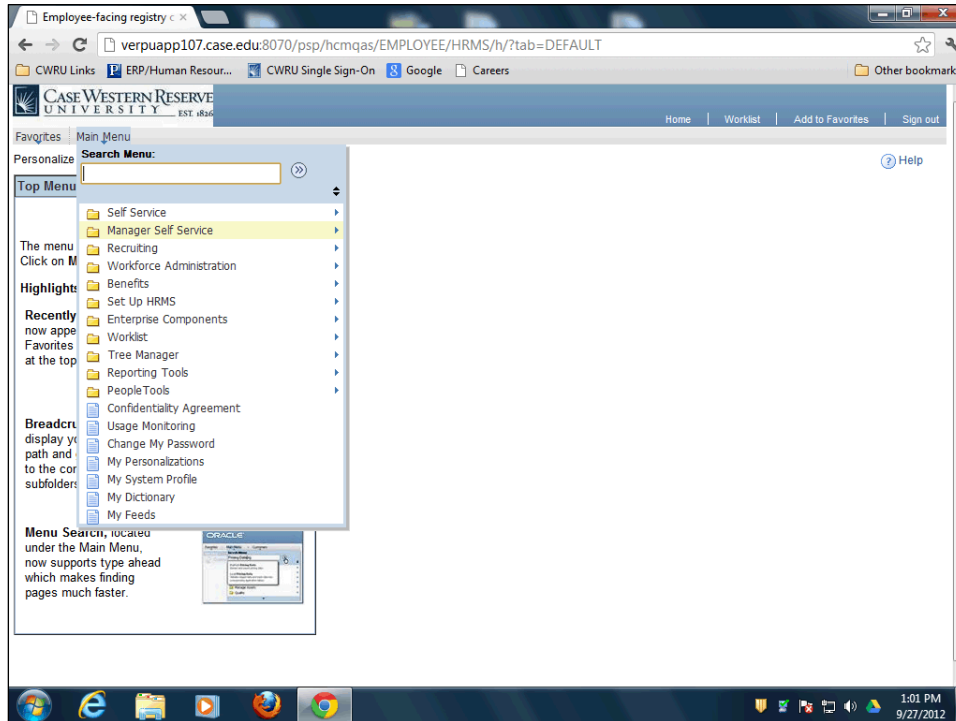 Employee-facing registry c
verpuapp107.case.edu:8070/psp/hcmqas/EMPLOYEE/HRMS/h/?tab=DEFAULT
CWRU Links ERP/Human Resour... CWRU Single Sign-On Google Careers Other bookmark
CASE WESTERN RESERVE
UNIVERSITY EST. 1826
Home | Worklist | Add to Favorites | Sign out
Favorites Main Menu
Personalize
Help
Search Menu:
Top Menu
Self Service
Manager Self Service
Recruiting
Workforce Administration
Benefits
Set Up HRMS
Enterprise Components
Worklist
Tree Manager
Reporting Tools
PeopleTools
Confidentiality Agreement
Usage Monitoring
Change My Password
My Personalizations
My System Profile
My Dictionary
My Feeds
The menu
Click on M
Highlights
Recently
now appe
Favorites
at the top
Breadcru
display yo
path and
to the cor
subfolders
Menu Search, located
under the Main Menu,
now supports type ahead
which makes finding
pages much faster.
ORACLE
1:01 PM
9/27/2012